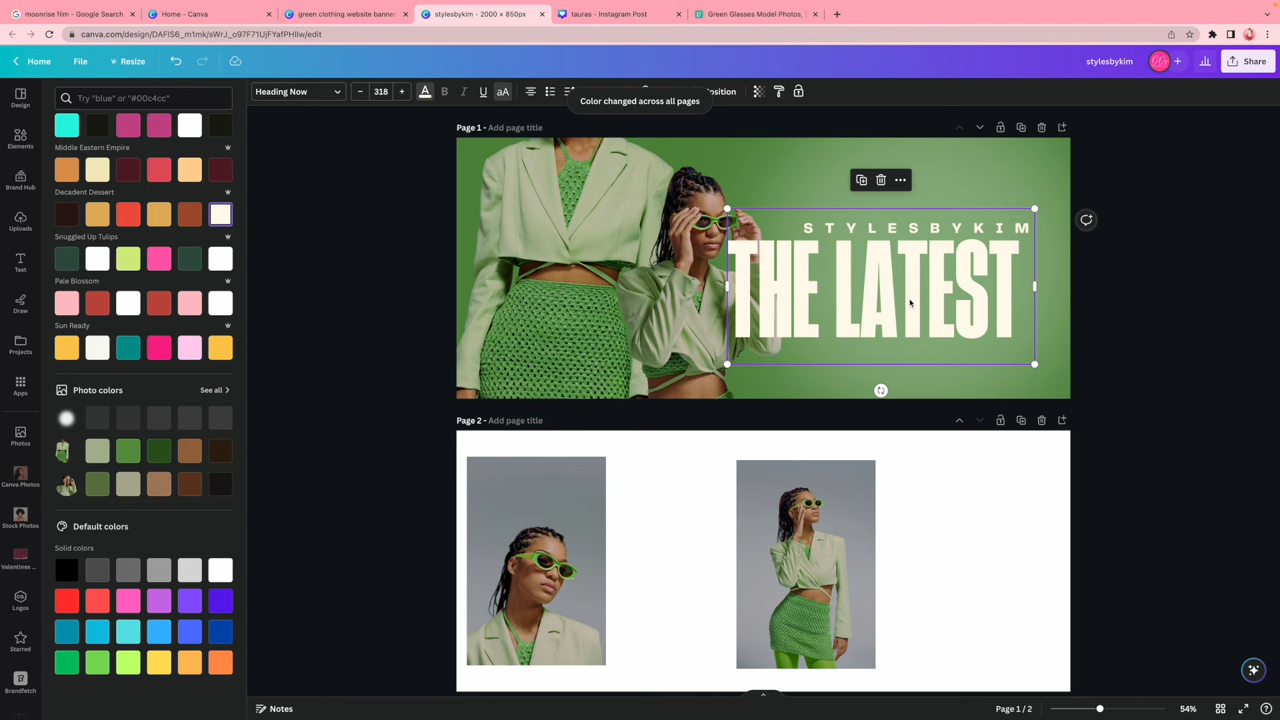 moonrise film - Google Search
Home - Canva
green clothing website banner
stylesbykim - 2000 × 850px
tauras - Instagram Post
Green Glasses Model Photos, D
canva.com/design/DAFlS6_m1mk/sWrJ_o97F71UjFYafPHIlw/edit
Home
File
Resize
stylesbykim
Share
Design
Elements
Brand Hub
Uploads
Text
Draw
Projects
Apps
Photos
Canva Photos
Stock Photos
Valentines ...
Logos
Starred
Brandfetch
Try "blue" or "#00c4cc"
Middle Eastern Empire
Decadent Dessert
Snuggled Up Tulips
Pale Blossom
Sun Ready
Photo colors
See all
Default colors
Solid colors
Heading Now
318
A
B
I
U
aA
osition
Color changed across all pages
Page 1 - Add page title
STYLESBYKIM
THE LATEST
Page 2 - Add page title
Notes
Page 1 / 2
54%